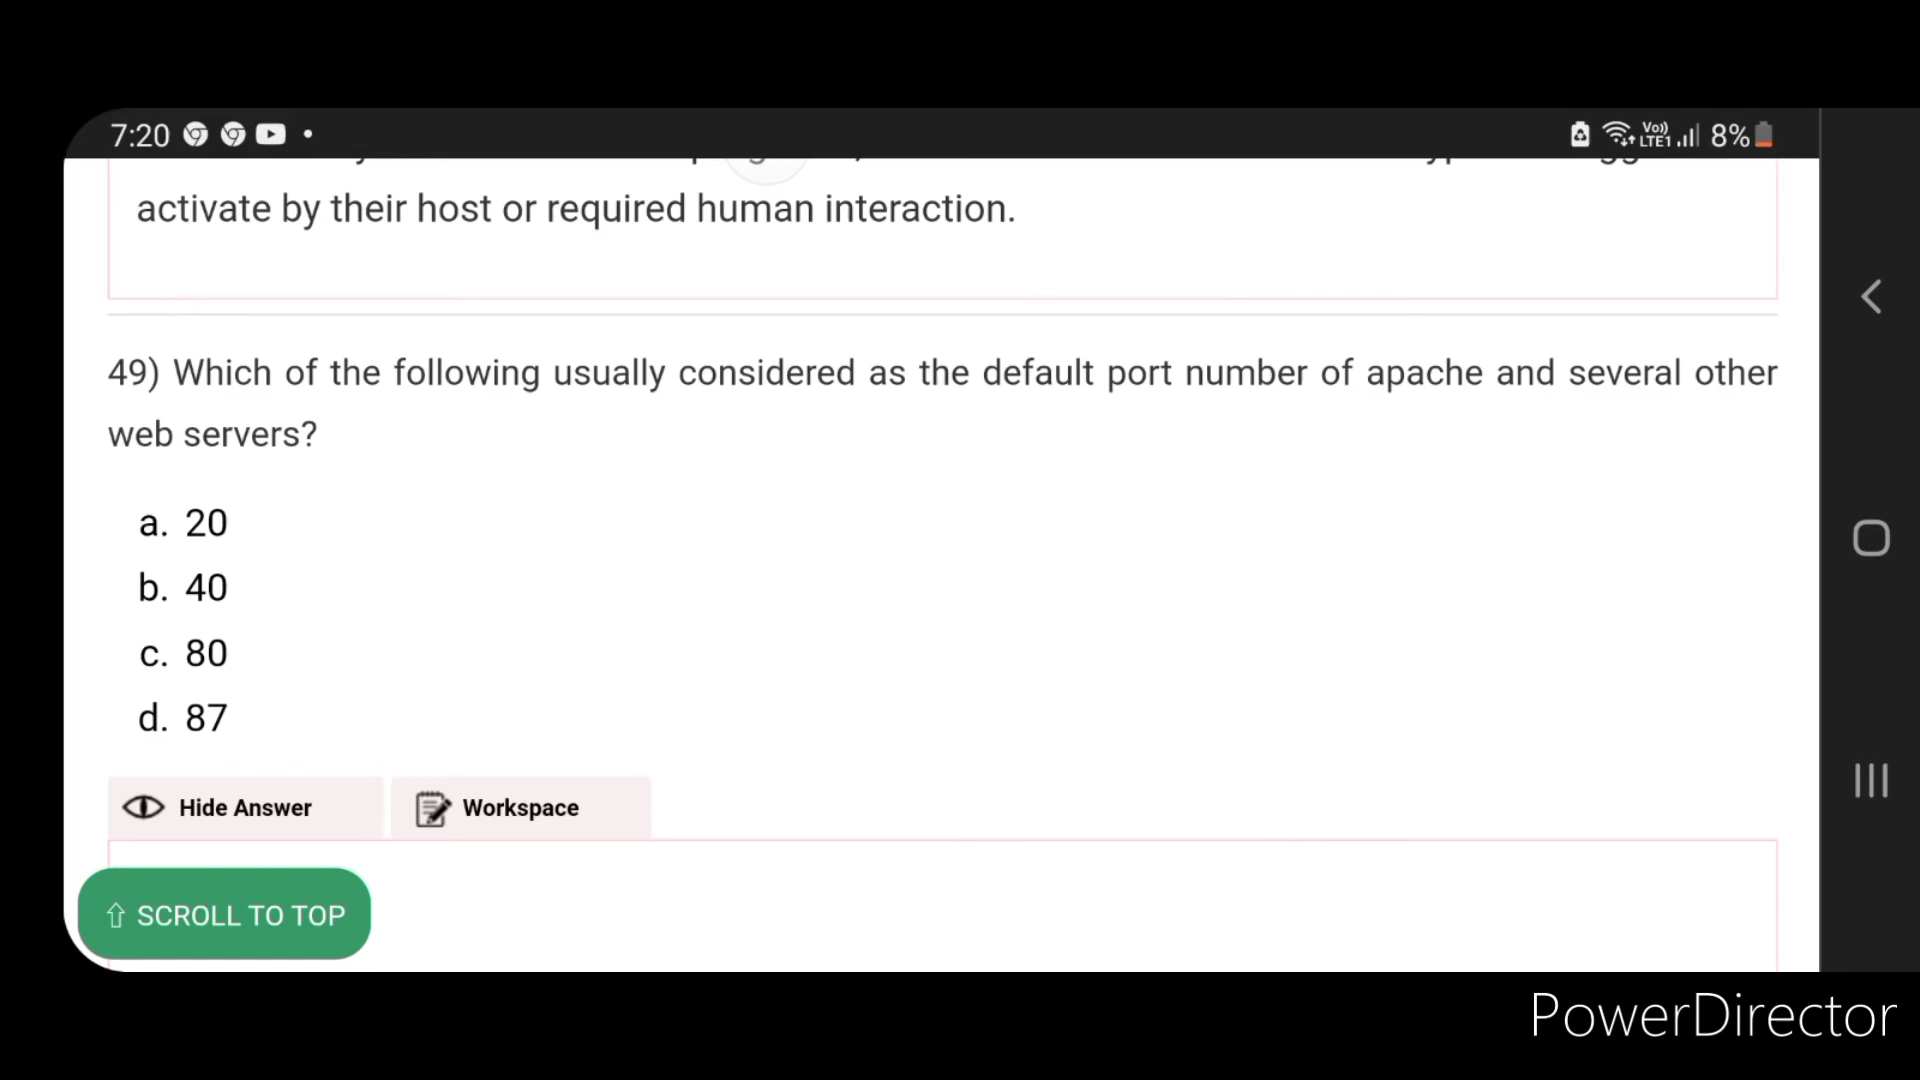 7:20
Vo))
LTE1
8%
activate by their host or required human interaction.
49) Which of the following usually considered as the default port number of apache and several other
web servers?
a. 20
b. 40
c. 80
d. 87
Hide Answer
Workspace
⇧ SCROLL TO TOP
PowerDirector